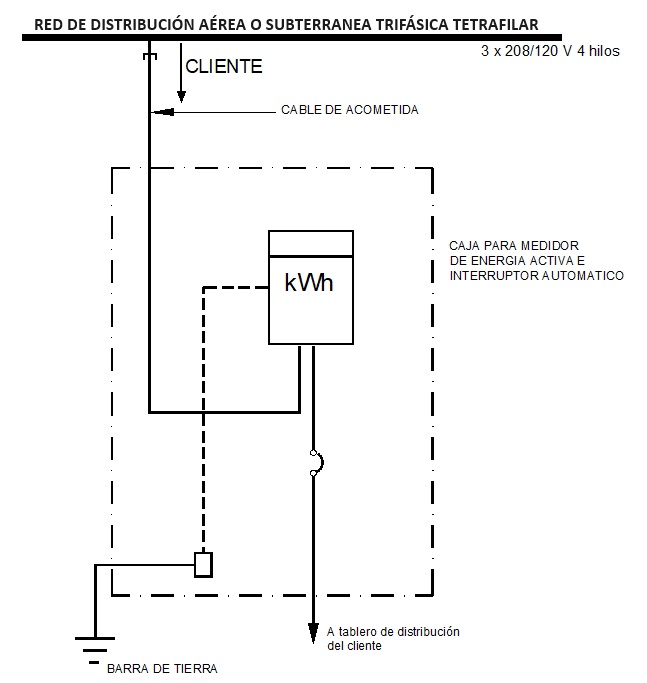 RED DE DISTRIBUCIÓN AÉREA O SUBTERRANEA TRIFÁSICA TETRAFILAR
3 x 208/120 V 4 hilos
CLIENTE
CABLE DE ACOMETIDA
CAJA PARA MEDIDOR
DE ENERGIA ACTIVA E
INTERRUPTOR AUTOMATICO
kWh
A tablero de distribución
del cliente
BARRA DE TIERRA